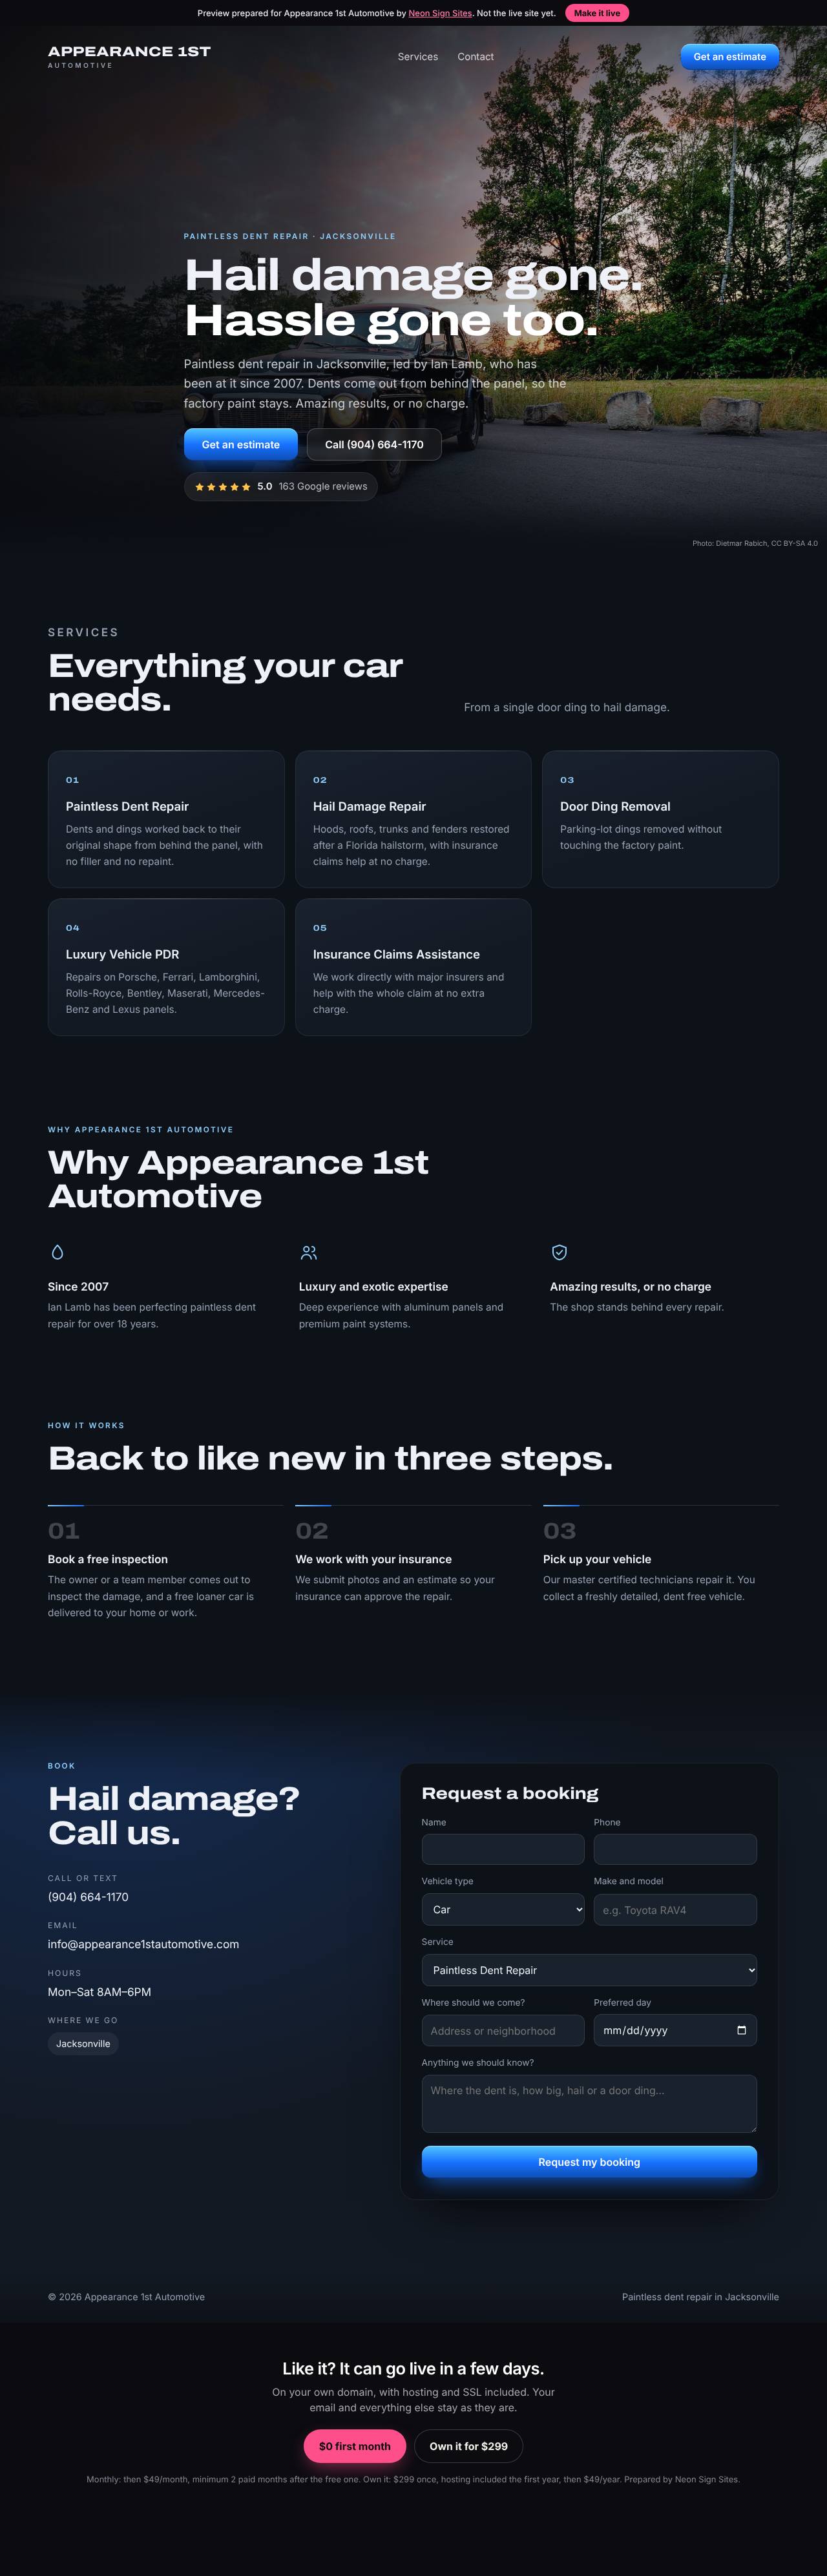 Preview prepared for Appearance 1st Automotive by Neon Sign Sites. Not the live site yet. Make it live
APPEARANCE 1ST
AUTOMOTIVE
Services Contact
Get an estimate
PAINTLESS DENT REPAIR · JACKSONVILLE
Hail damage gone.
Hassle gone too.
Paintless dent repair in Jacksonville, led by Ian Lamb, who has
been at it since 2007. Dents come out from behind the panel, so the
factory paint stays. Amazing results, or no charge.
Get an estimate Call (904) 664-1170
★★★★★ 5.0 163 Google reviews
Photo: Dietmar Rabich, CC BY-SA 4.0
SERVICES
Everything your car
needs.
From a single door ding to hail damage.
01
Paintless Dent Repair
Dents and dings worked back to their
original shape from behind the panel, with
no filler and no repaint.
02
Hail Damage Repair
Hoods, roofs, trunks and fenders restored
after a Florida hailstorm, with insurance
claims help at no charge.
03
Door Ding Removal
Parking-lot dings removed without
touching the factory paint.
04
Luxury Vehicle PDR
Repairs on Porsche, Ferrari, Lamborghini,
Rolls-Royce, Bentley, Maserati, Mercedes-
Benz and Lexus panels.
05
Insurance Claims Assistance
We work directly with major insurers and
help with the whole claim at no extra
charge.
WHY APPEARANCE 1ST AUTOMOTIVE
Why Appearance 1st
Automotive
Since 2007
Ian Lamb has been perfecting paintless dent
repair for over 18 years.
Luxury and exotic expertise
Deep experience with aluminum panels and
premium paint systems.
Amazing results, or no charge
The shop stands behind every repair.
HOW IT WORKS
Back to like new in three steps.
01
Book a free inspection
The owner or a team member comes out to
inspect the damage, and a free loaner car is
delivered to your home or work.
02
We work with your insurance
We submit photos and an estimate so your
insurance can approve the repair.
03
Pick up your vehicle
Our master certified technicians repair it. You
collect a freshly detailed, dent free vehicle.
BOOK
Hail damage?
Call us.
CALL OR TEXT
(904) 664-1170
EMAIL
info@appearance1stautomotive.com
HOURS
Mon–Sat 8AM–6PM
WHERE WE GO
Jacksonville
Request a booking
Name Phone
Vehicle type Make and model
Car e.g. Toyota RAV4
Service
Paintless Dent Repair
Where should we come? Preferred day
Address or neighborhood mm/dd/yyyy
Anything we should know?
Where the dent is, how big, hail or a door ding…
Request my booking
© 2026 Appearance 1st Automotive
Paintless dent repair in Jacksonville
Like it? It can go live in a few days.
On your own domain, with hosting and SSL included. Your
email and everything else stay as they are.
$0 first month Own it for $299
Monthly: then $49/month, minimum 2 paid months after the free one. Own it: $299 once, hosting included the first year, then $49/year. Prepared by Neon Sign Sites.